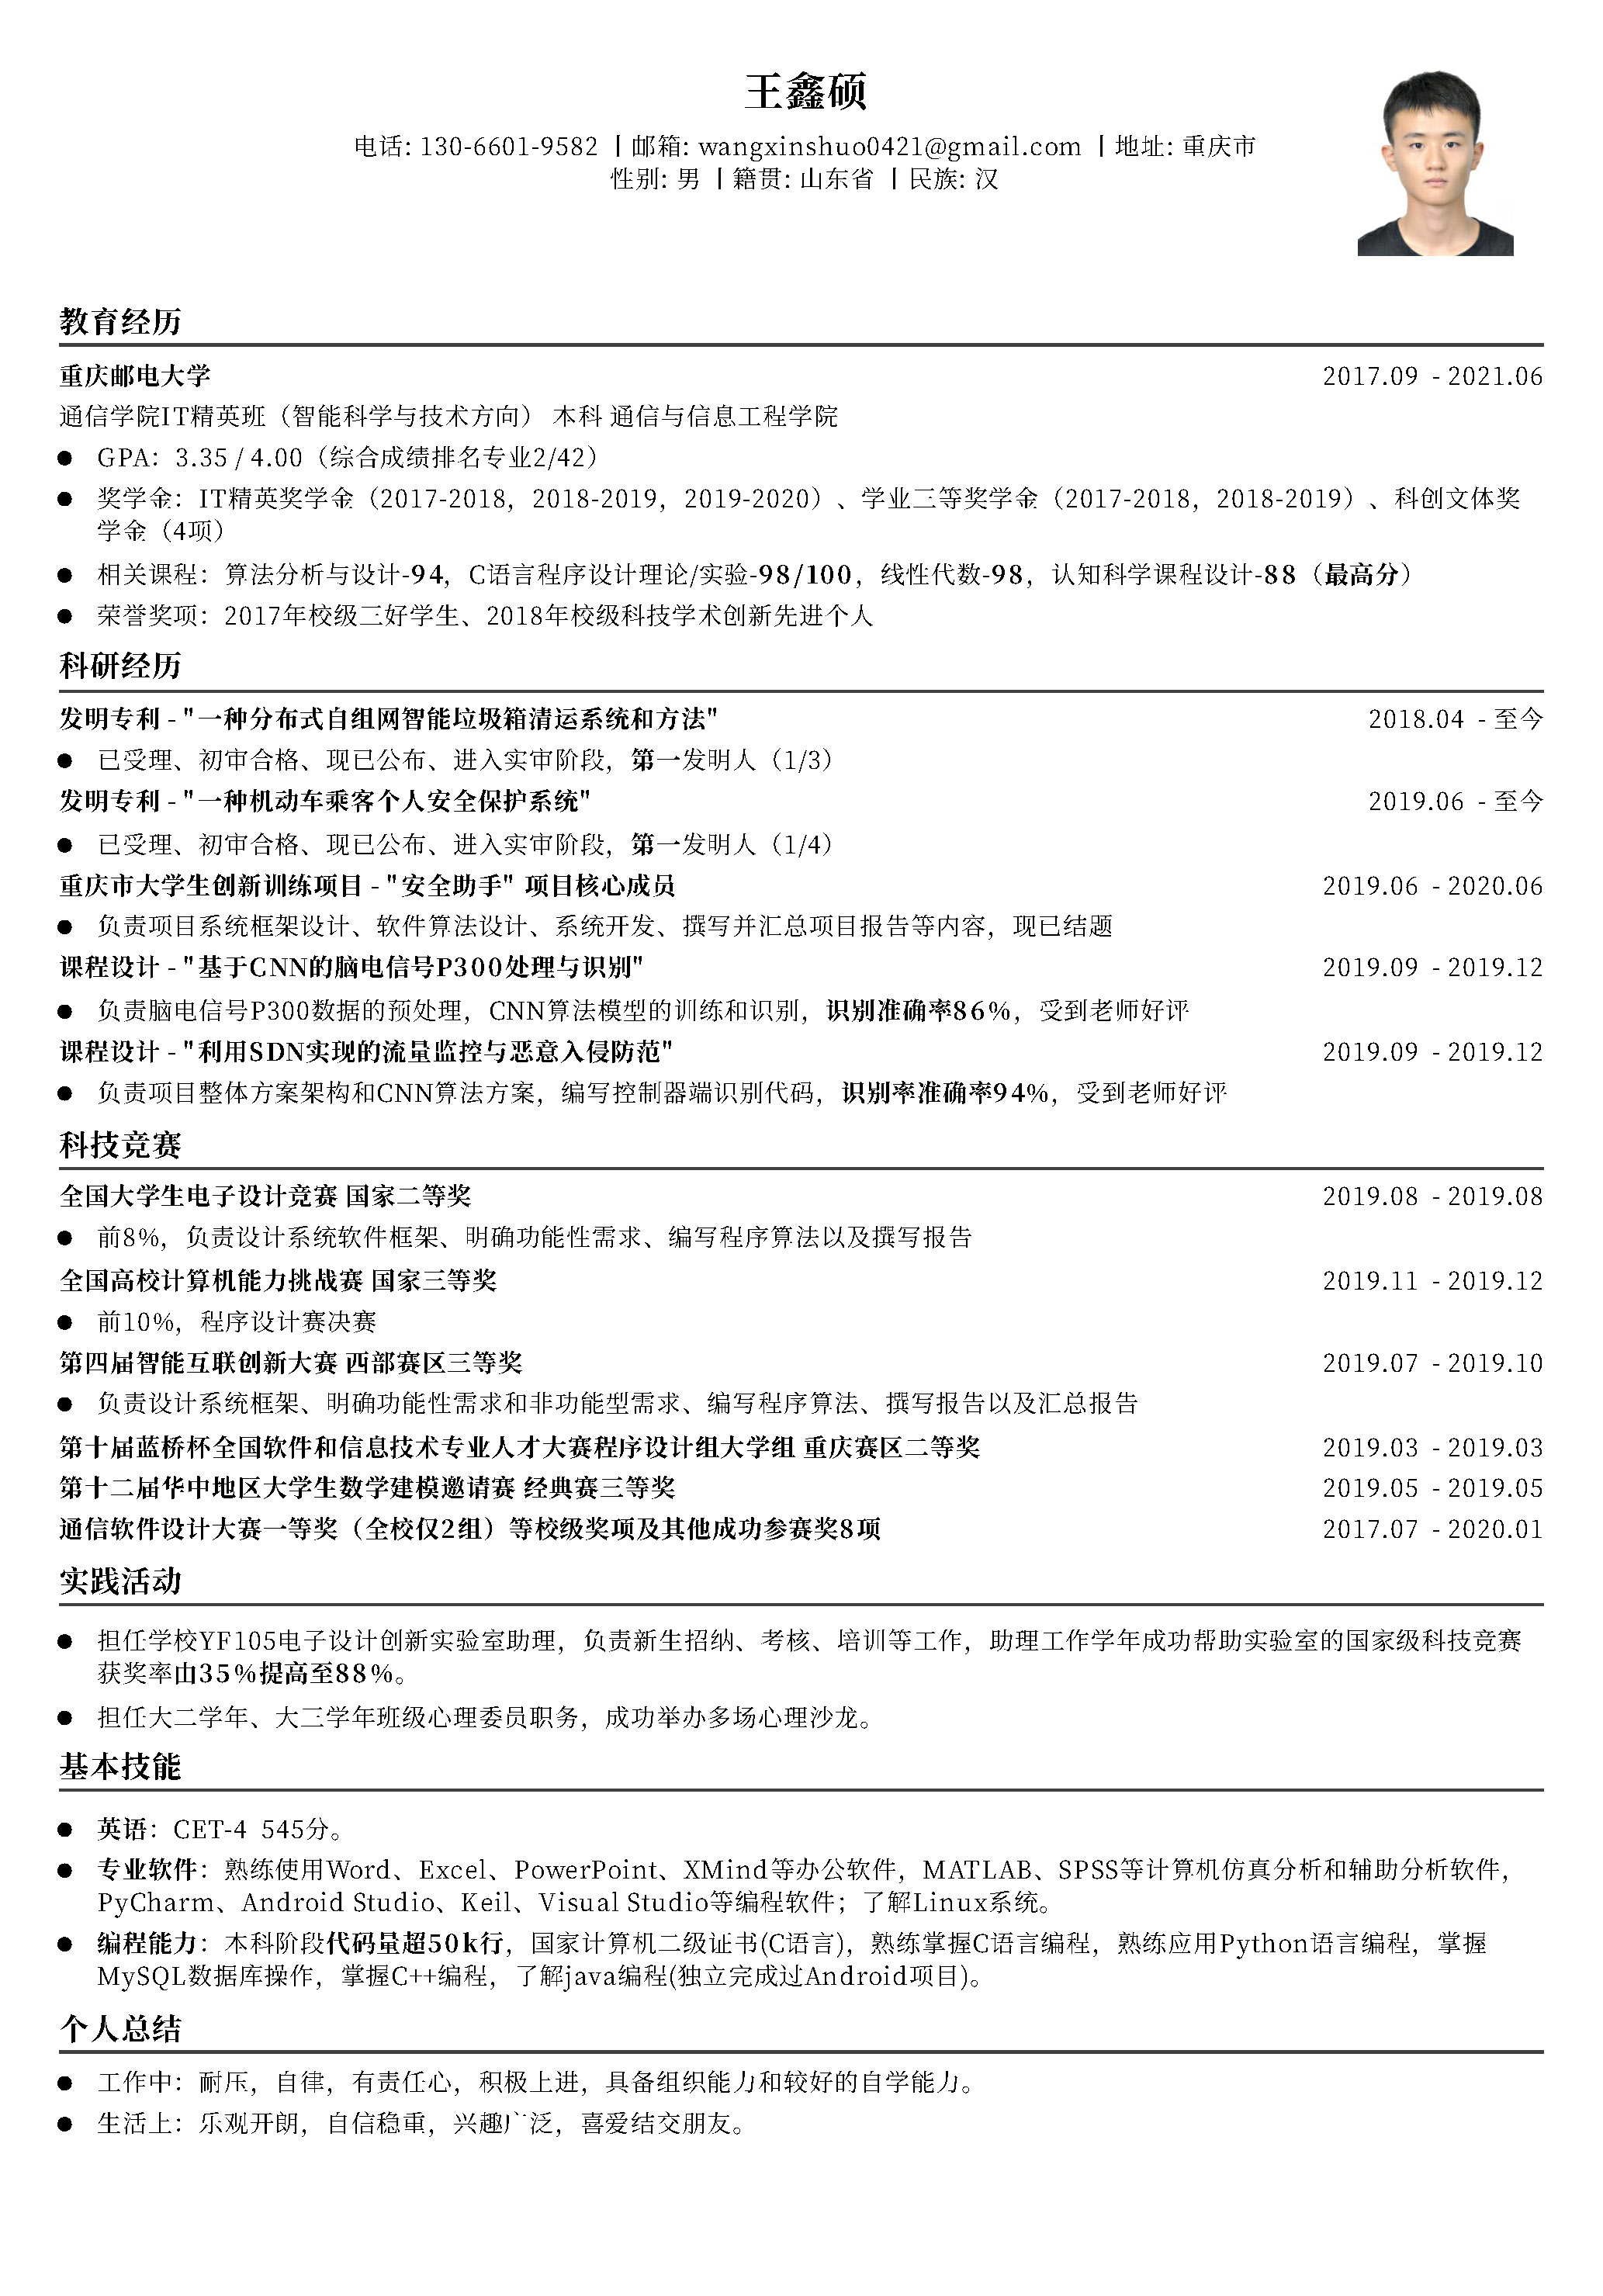 王鑫硕
电话: 130-6601-9582 | 邮箱: wangxinshuo0421@gmail.com | 地址: 重庆市
性别: 男 | 籍贯: 山东省 | 民族: 汉
教育经历
重庆邮电大学 2017.09 - 2021.06
通信学院IT精英班（智能科学与技术方向） 本科 通信与信息工程学院
● GPA：3.35 / 4.00（综合成绩排名专业2/42）
● 奖学金：IT精英奖学金（2017-2018，2018-2019，2019-2020）、学业三等奖学金（2017-2018，2018-2019）、科创文体奖
学金（4项）
● 相关课程：算法分析与设计-94，C语言程序设计理论/实验-98/100，线性代数-98，认知科学课程设计-88（最高分）
● 荣誉奖项：2017年校级三好学生、2018年校级科技学术创新先进个人
科研经历
发明专利 - "一种分布式自组网智能垃圾箱清运系统和方法" 2018.04 - 至今
● 已受理、初审合格、现已公布、进入实审阶段，第一发明人（1/3）
发明专利 - "一种机动车乘客个人安全保护系统" 2019.06 - 至今
● 已受理、初审合格、现已公布、进入实审阶段，第一发明人（1/4）
重庆市大学生创新训练项目 - "安全助手" 项目核心成员 2019.06 - 2020.06
● 负责项目系统框架设计、软件算法设计、系统开发、撰写并汇总项目报告等内容，现已结题
课程设计 - "基于CNN的脑电信号P300处理与识别" 2019.09 - 2019.12
● 负责脑电信号P300数据的预处理，CNN算法模型的训练和识别，识别准确率86%，受到老师好评
课程设计 - "利用SDN实现的流量监控与恶意入侵防范" 2019.09 - 2019.12
● 负责项目整体方案架构和CNN算法方案，编写控制器端识别代码，识别率准确率94%，受到老师好评
科技竞赛
全国大学生电子设计竞赛 国家二等奖 2019.08 - 2019.08
● 前8%，负责设计系统软件框架、明确功能性需求、编写程序算法以及撰写报告
全国高校计算机能力挑战赛 国家三等奖 2019.11 - 2019.12
● 前10%，程序设计赛决赛
第四届智能互联创新大赛 西部赛区三等奖 2019.07 - 2019.10
● 负责设计系统框架、明确功能性需求和非功能型需求、编写程序算法、撰写报告以及汇总报告
第十届蓝桥杯全国软件和信息技术专业人才大赛程序设计组大学组 重庆赛区二等奖 2019.03 - 2019.03
第十二届华中地区大学生数学建模邀请赛 经典赛三等奖 2019.05 - 2019.05
通信软件设计大赛一等奖（全校仅2组）等校级奖项及其他成功参赛奖8项 2017.07 - 2020.01
实践活动
● 担任学校YF105电子设计创新实验室助理，负责新生招纳、考核、培训等工作，助理工作学年成功帮助实验室的国家级科技竞赛
获奖率由35%提高至88%。
● 担任大二学年、大三学年班级心理委员职务，成功举办多场心理沙龙。
基本技能
● 英语：CET-4 545分。
● 专业软件：熟练使用Word、Excel、PowerPoint、XMind等办公软件，MATLAB、SPSS等计算机仿真分析和辅助分析软件，
PyCharm、Android Studio、Keil、Visual Studio等编程软件；了解Linux系统。
● 编程能力：本科阶段代码量超50k行，国家计算机二级证书(C语言)，熟练掌握C语言编程，熟练应用Python语言编程，掌握
MySQL数据库操作，掌握C++编程，了解java编程(独立完成过Android项目)。
个人总结
● 工作中：耐压，自律，有责任心，积极上进，具备组织能力和较好的自学能力。
● 生活上：乐观开朗，自信稳重，兴趣广泛，喜爱结交朋友。